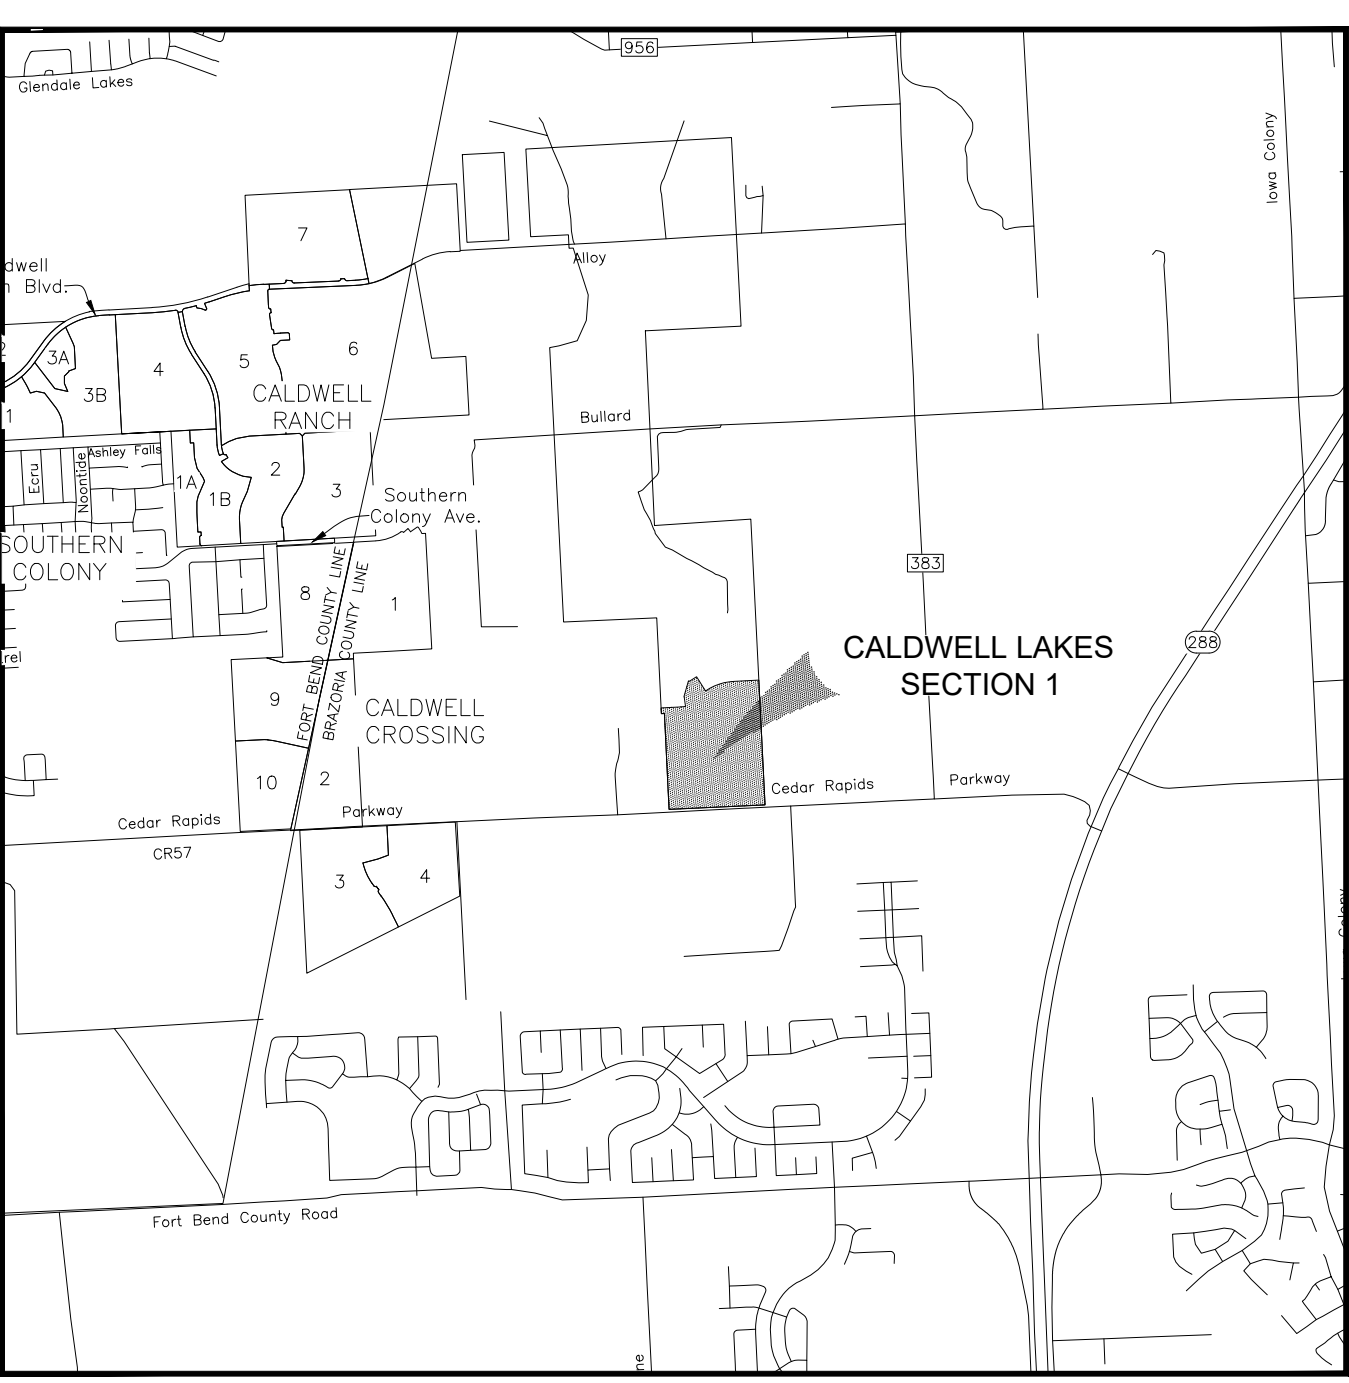 956
Glendale Lakes
Iowa Colony
7
Alloy
dwell
Blvd.
3A
4
5
6
3B
CALDWELL
RANCH
1
Bullard
Ashley Falls
Ecru
Noontide
1A
1B
2
3
Southern
Colony Ave.
SOUTHERN
COLONY
8
FORT BEND COUNTY LINE
BRAZORIA COUNTY LINE
1
383
288
CALDWELL LAKES
SECTION 1
rel
9
CALDWELL
CROSSING
10
2
Cedar Rapids
Parkway
Cedar Rapids
Parkway
CR57
3
4
Colony
Fort Bend County Road
ne